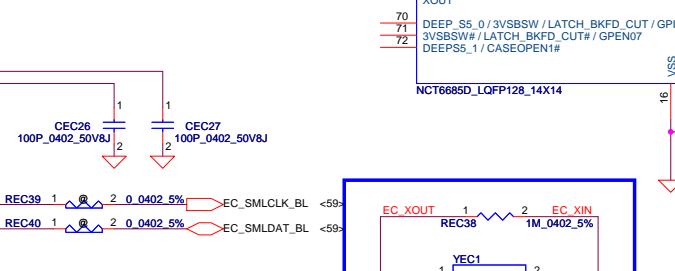 XOUT
70 DEEP_S5_0 / 3VSBSW / LATCH_BKFD_CUT / GPE
71 3VSBSW# / LATCH_BKFD_CUT# / GPEN07
72 DEEPS5_1 / CASEOPEN1#
VSS
NCT6685D_LQFP128_14X14
16
1 1
CEC26 CEC27
100P_0402_50V8J 100P_0402_50V8J
2 2
REC39 1 @ 2 0_0402_5% EC_SMLCLK_BL <59>
REC40 1 @ 2 0_0402_5% EC_SMLDAT_BL <59>
EC_XOUT 1 2 EC_XIN
REC38 1M_0402_5%
YEC1
1 2